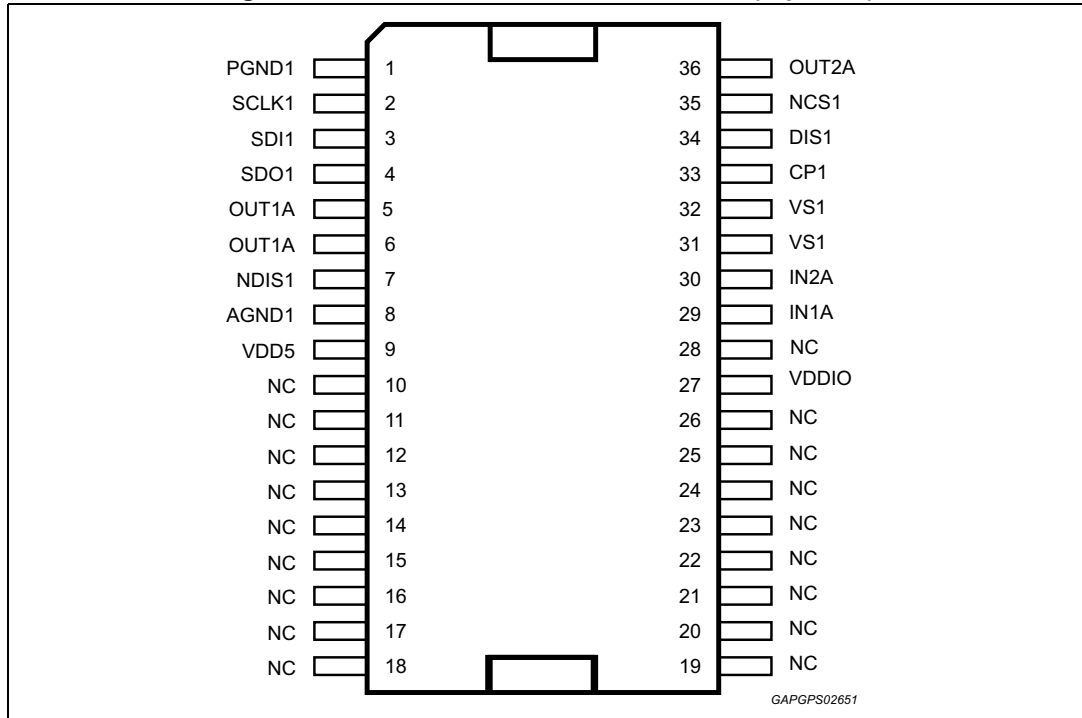 PGND1 1 36 OUT2A
SCLK1 2 35 NCS1
SDI1 3 34 DIS1
SDO1 4 33 CP1
OUT1A 5 32 VS1
OUT1A 6 31 VS1
NDIS1 7 30 IN2A
AGND1 8 29 IN1A
VDD5 9 28 NC
NC 10 27 VDDIO
NC 11 26 NC
NC 12 25 NC
NC 13 24 NC
NC 14 23 NC
NC 15 22 NC
NC 16 21 NC
NC 17 20 NC
NC 18 19 NC
GAPGPS02651